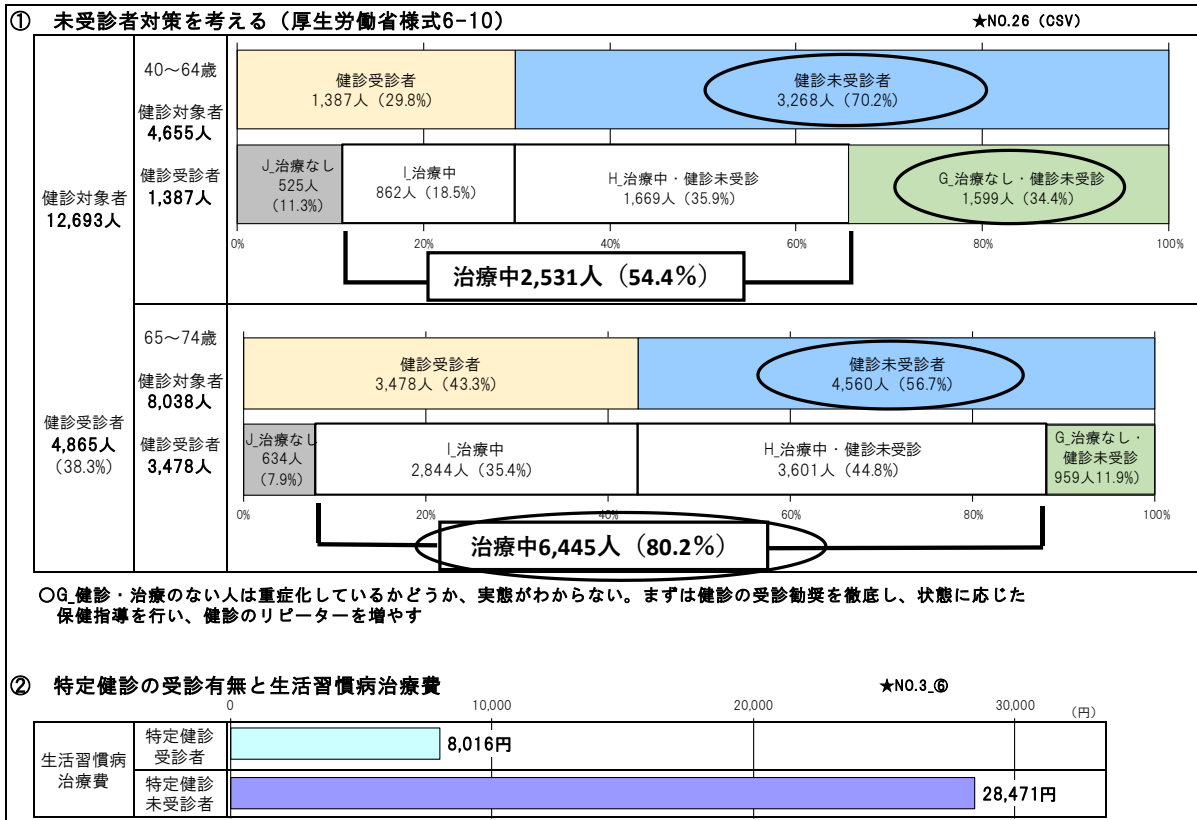 ① 未受診者対策を考える（厚生労働省様式6-10）
★NO.26（CSV）
健診対象者
12,693人
健診受診者
4,865人
(38.3%)
40～64歳
健診対象者
4,655人
健診受診者
1,387人
健診受診者
1,387人（29.8%）
健診未受診者
3,268人（70.2%）
J_治療なし
525人
(11.3%)
I_治療中
862人（18.5%）
H_治療中・健診未受診
1,669人（35.9%）
G_治療なし・健診未受診
1,599人（34.4%）
0% 20% 40% 60% 80% 100%
治療中2,531人（54.4%）
65～74歳
健診対象者
8,038人
健診受診者
3,478人
健診受診者
3,478人（43.3%）
健診未受診者
4,560人（56.7%）
J_治療なし
634人
(7.9%)
I_治療中
2,844人（35.4%）
H_治療中・健診未受診
3,601人（44.8%）
G_治療なし・
健診未受診
959人11.9%）
0% 20% 40% 60% 80% 100%
治療中6,445人（80.2%）
○G_健診・治療のない人は重症化しているかどうか、実態がわからない。まずは健診の受診勧奨を徹底し、状態に応じた
保健指導を行い、健診のリピーターを増やす
② 特定健診の受診有無と生活習慣病治療費
★NO.3_⑥
0 10,000 20,000 30,000 （円）
生活習慣病
治療費
特定健診
受診者
8,016円
特定健診
未受診者
28,471円